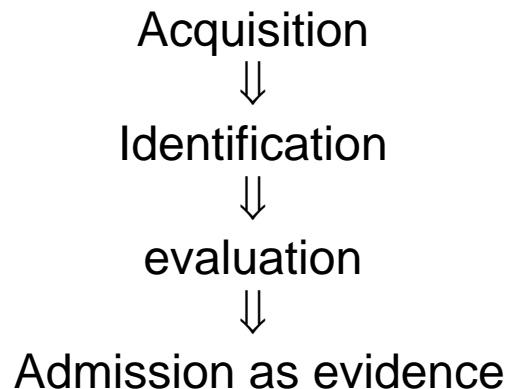 Acquisition
⇓
Identification
⇓
evaluation
⇓
Admission as evidence